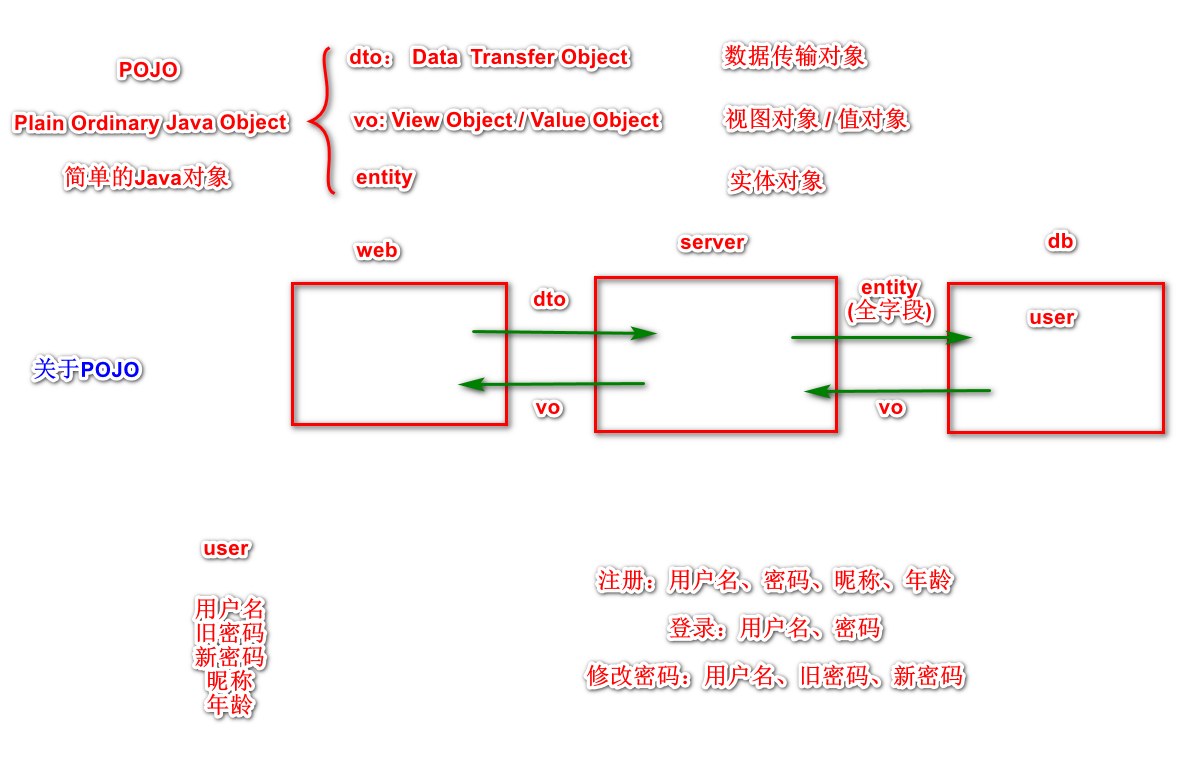 POJO
Plain Ordinary Java Object
简单的Java对象
dto： Data Transfer Object 数据传输对象
vo: View Object / Value Object 视图对象 / 值对象
entity 实体对象
web
server
db
dto
entity
(全字段)
user
关于POJO
vo
vo
user
用户名
旧密码
新密码
昵称
年龄
注册：用户名、密码、昵称、年龄
登录：用户名、密码
修改密码：用户名、旧密码、新密码